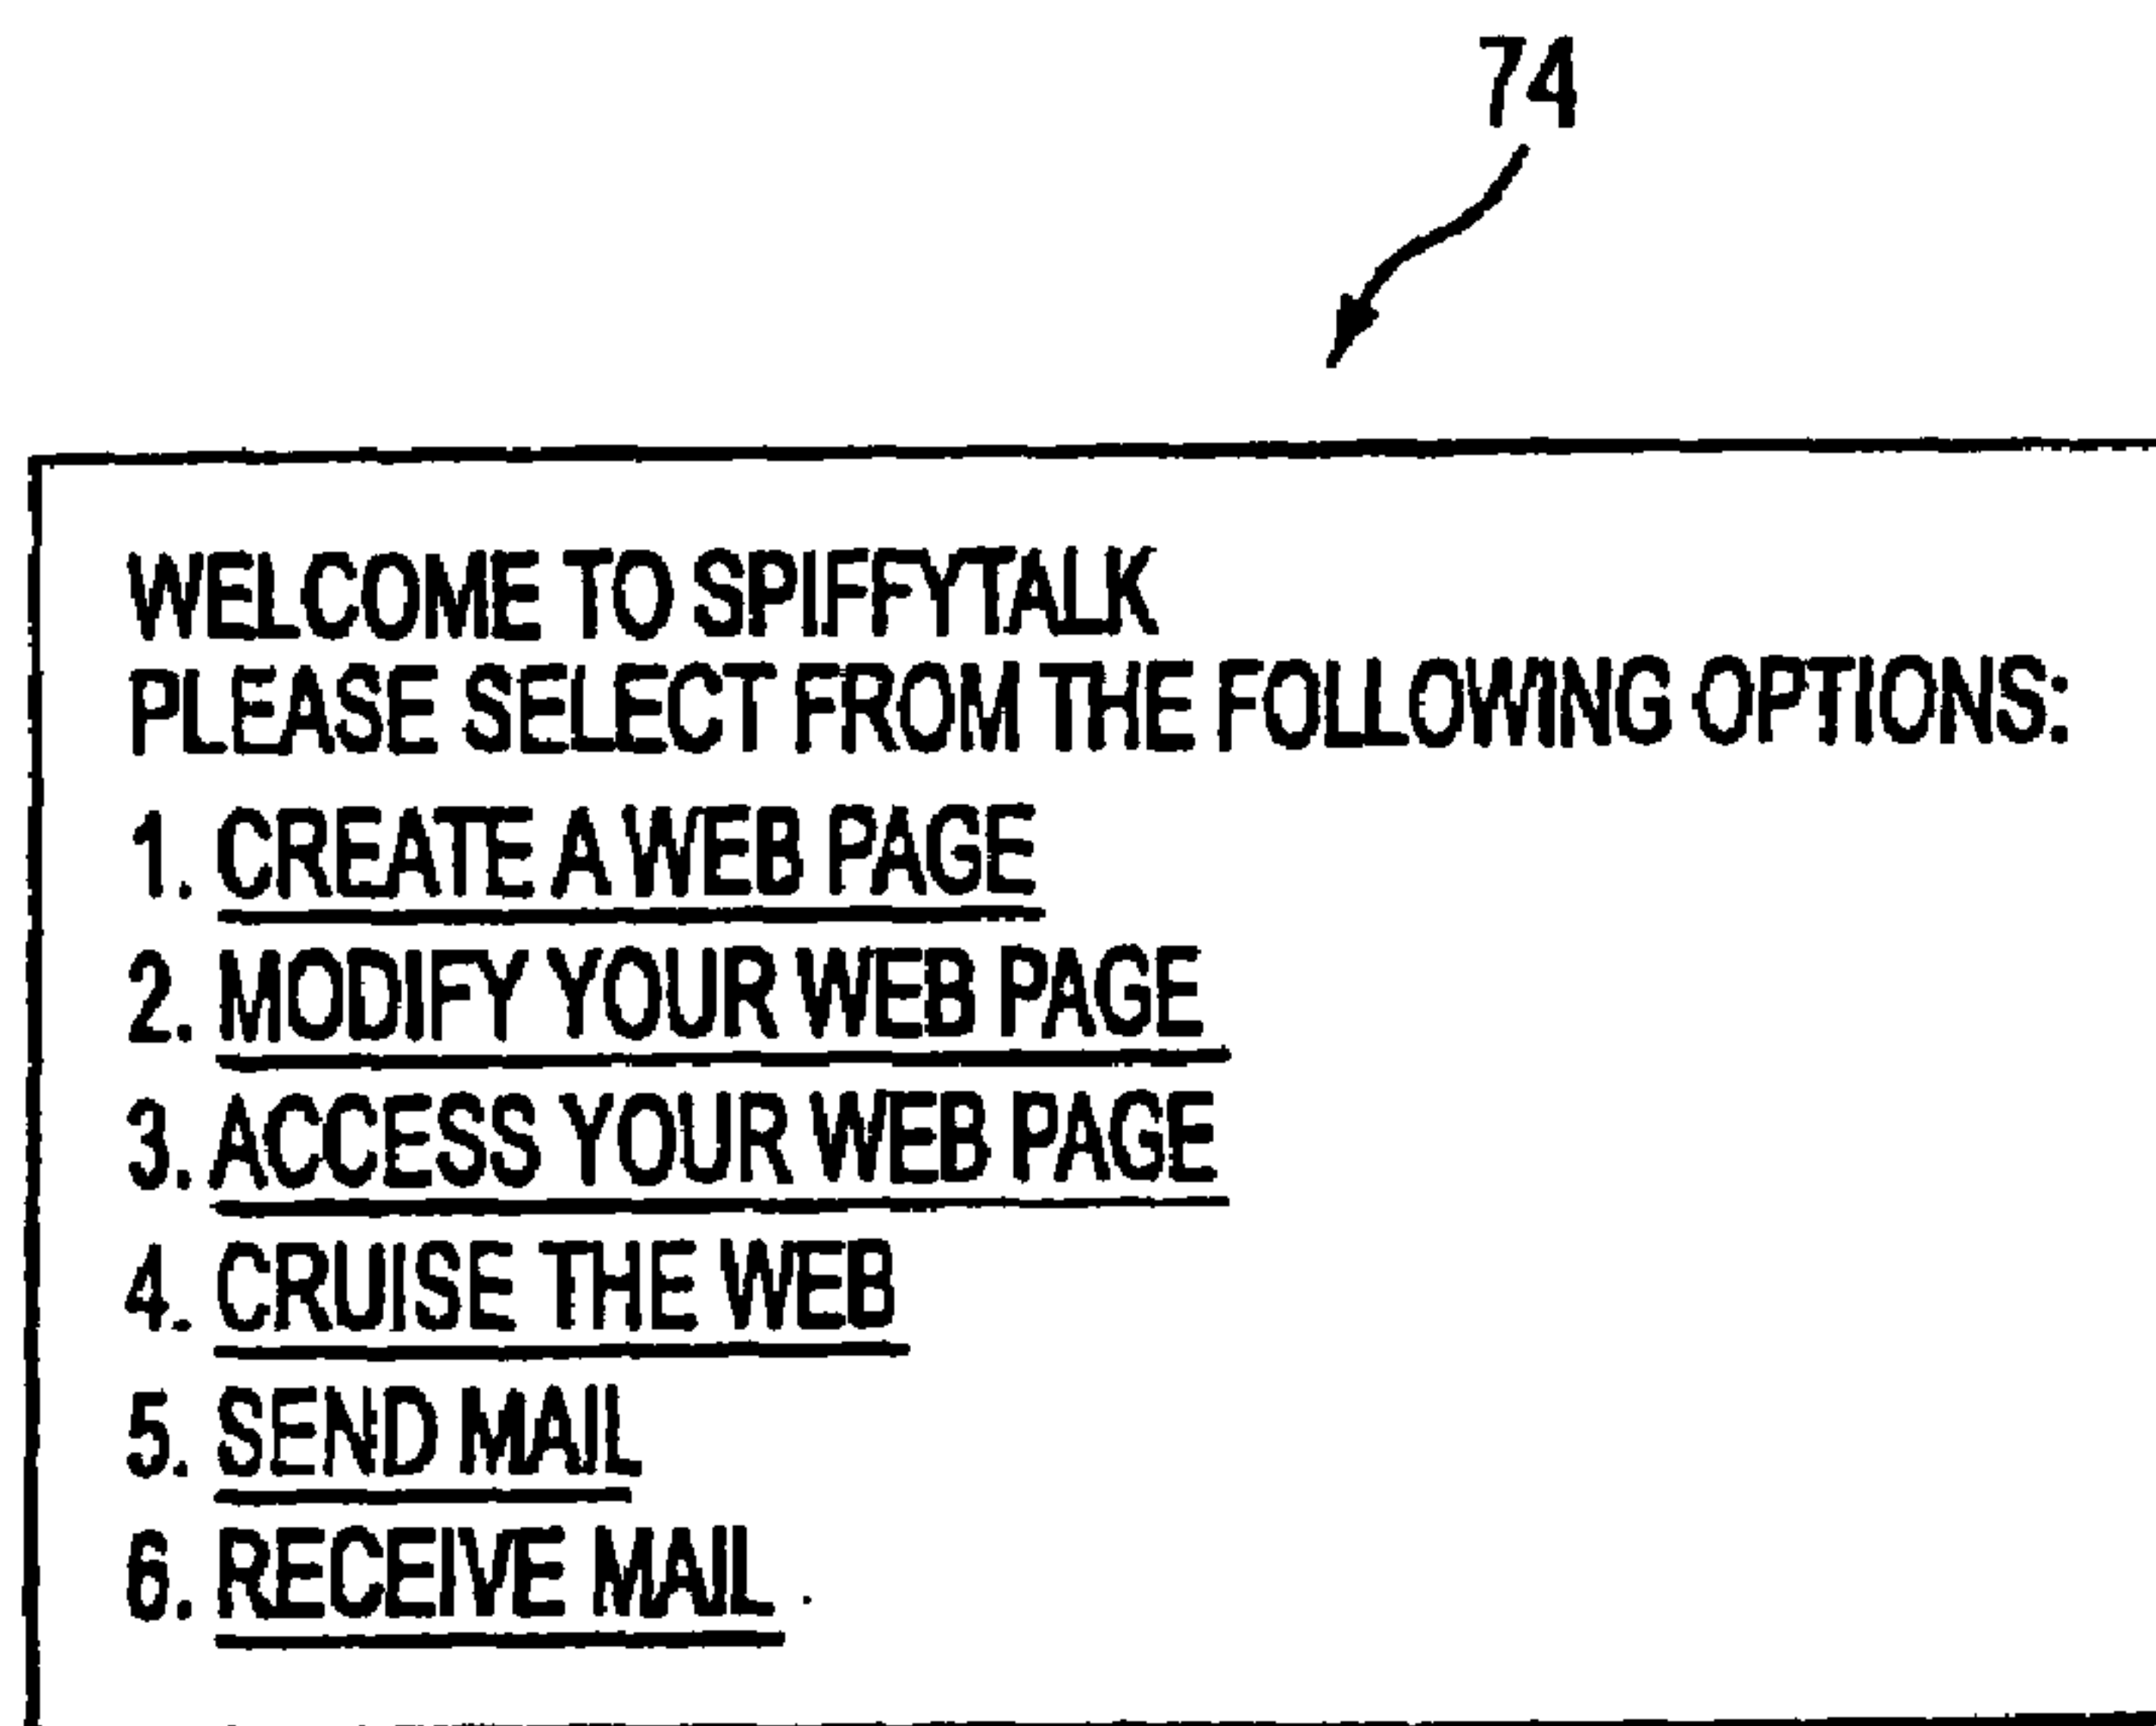 74
WELCOME TO SPIFFYTALK
PLEASE SELECT FROM THE FOLLOWING OPTIONS:
1. CREATE A WEB PAGE
2. MODIFY YOUR WEB PAGE
3. ACCESS YOUR WEB PAGE
4. CRUISE THE WEB
5. SEND MAIL
6. RECEIVE MAIL